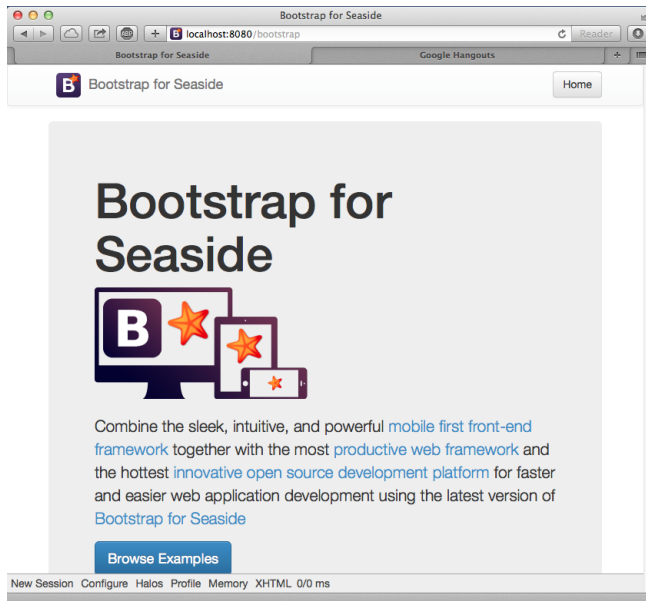 Bootstrap for Seaside
ABP
B localhost:8080/bootstrap
Reader
Bootstrap for Seaside
Google Hangouts
B Bootstrap for Seaside
Home
Bootstrap for
Seaside
B
Combine the sleek, intuitive, and powerful mobile first front-end
framework together with the most productive web framework and
the hottest innovative open source development platform for faster
and easier web application development using the latest version of
Bootstrap for Seaside
Browse Examples
New Session Configure Halos Profile Memory XHTML 0/0 ms